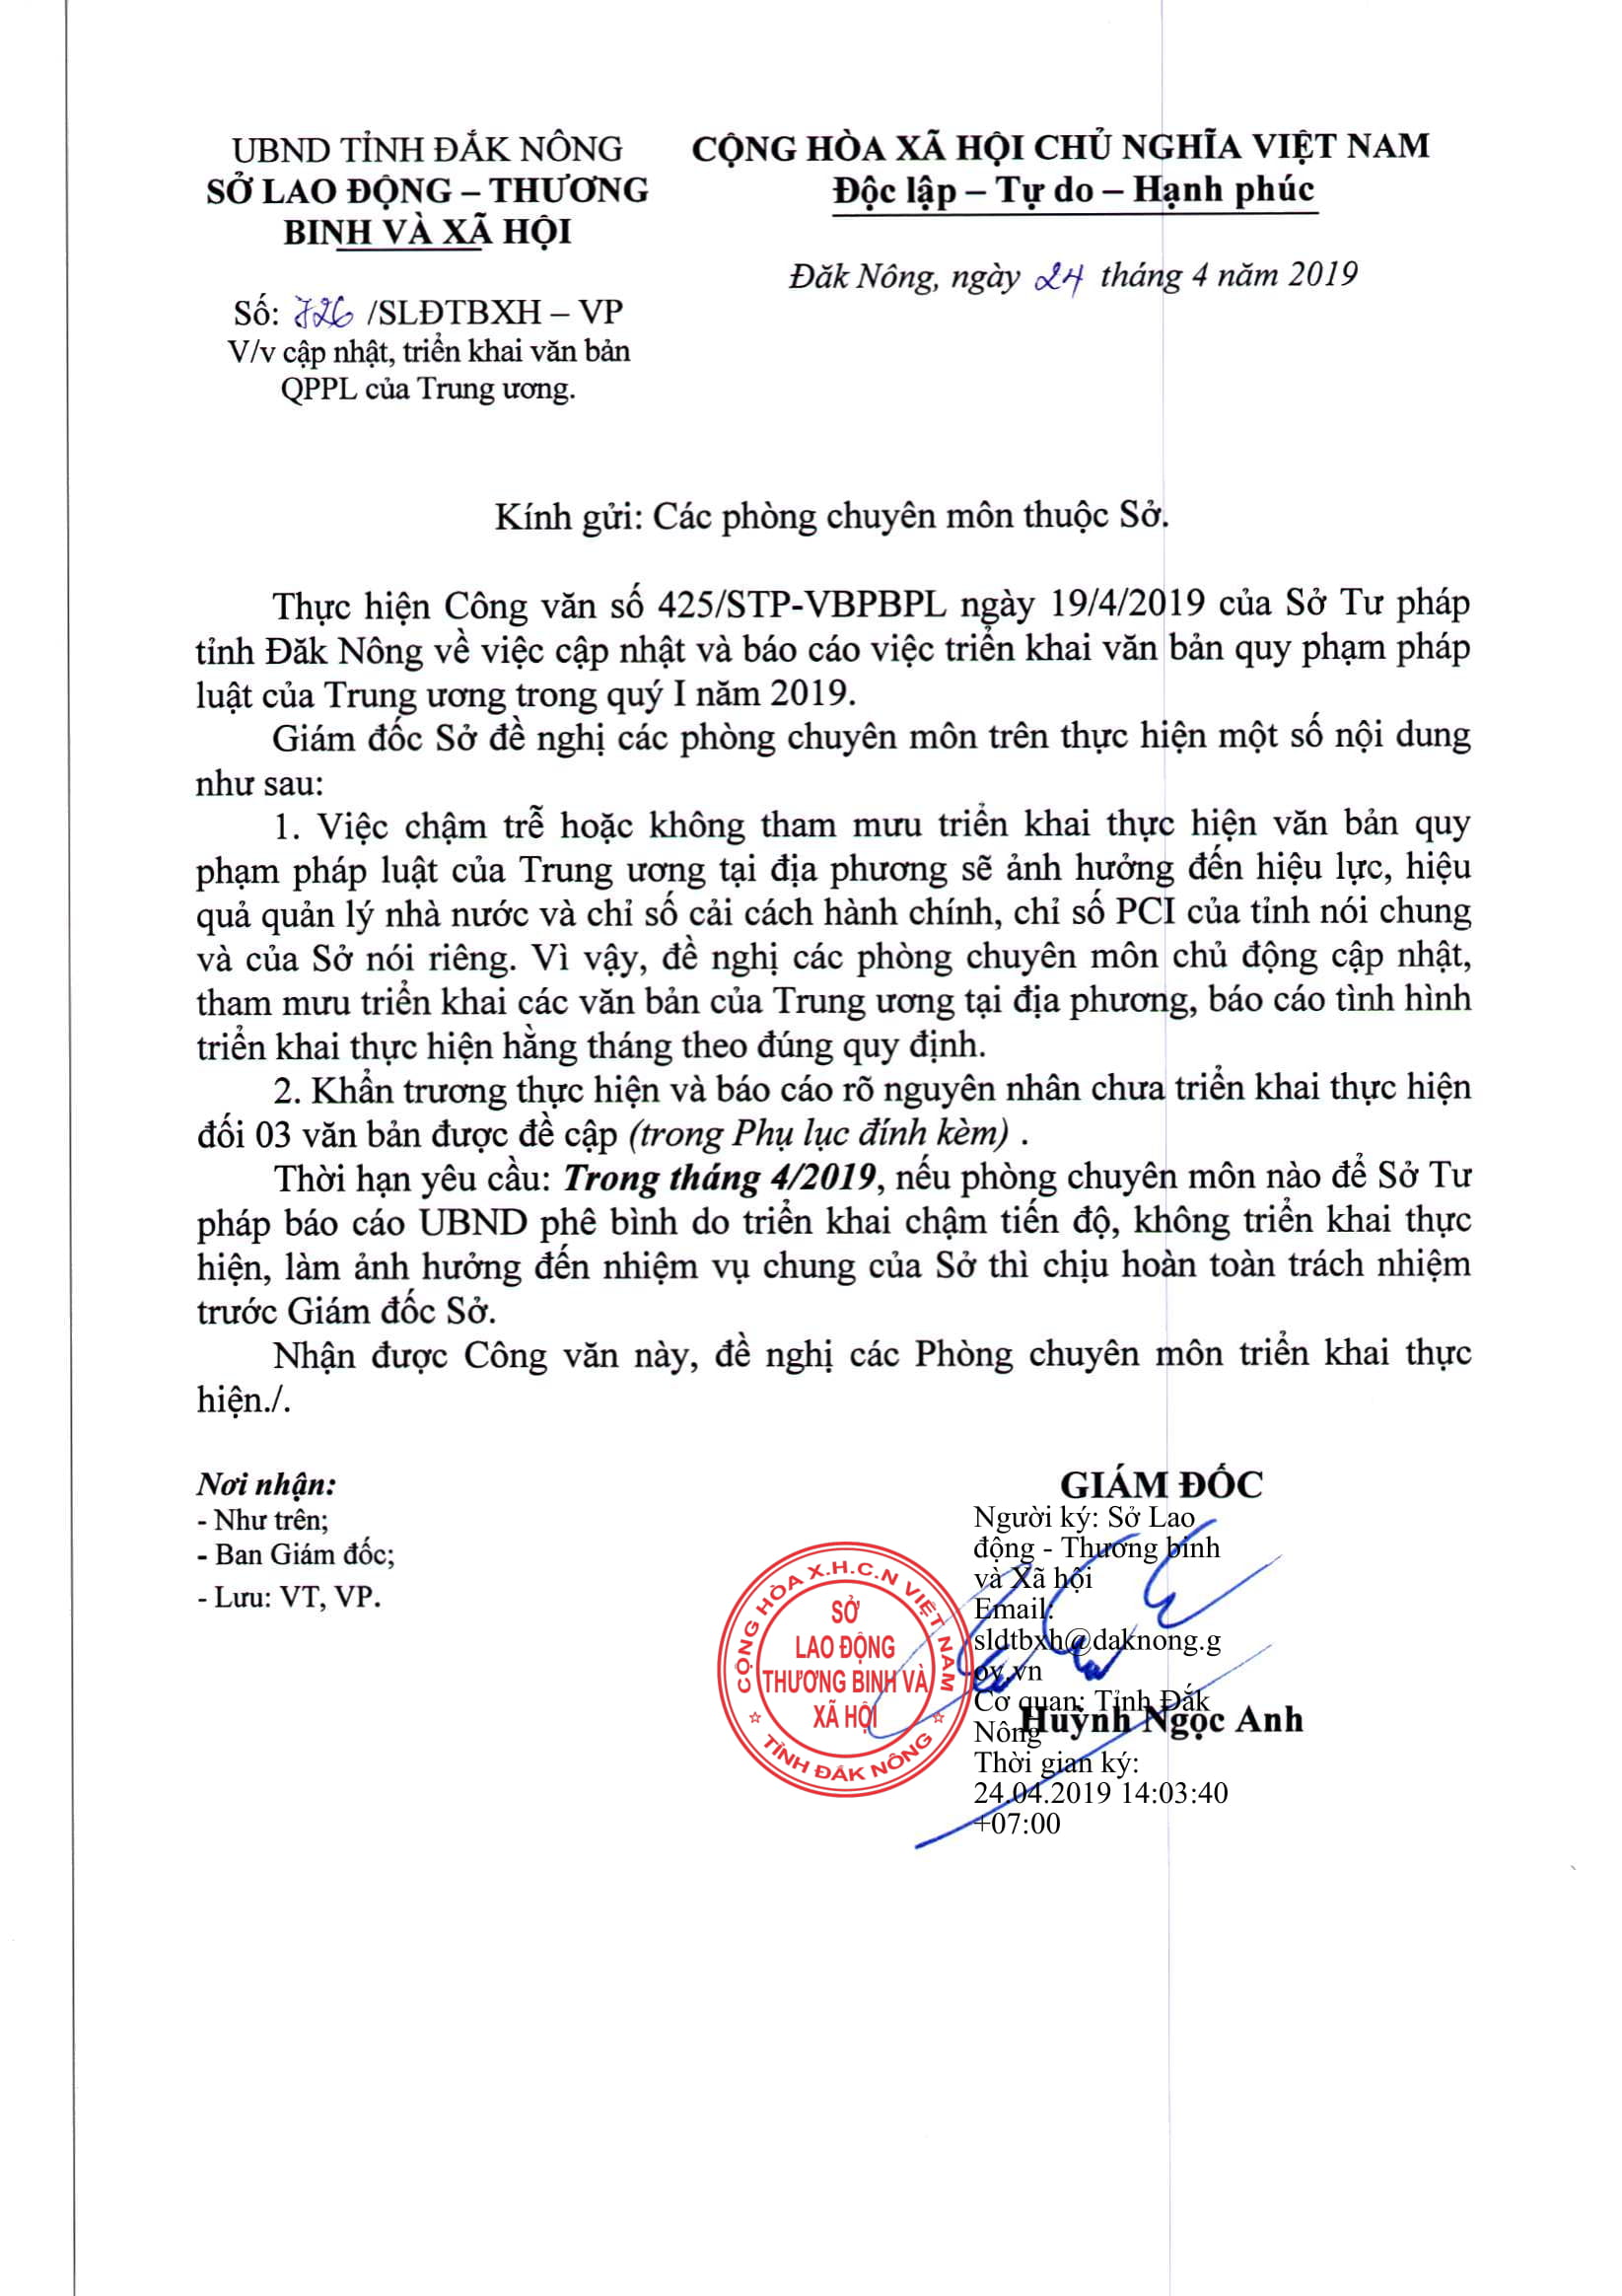 UBND TỈNH ĐẮK NÔNG
SỞ LAO ĐỘNG – THƯƠNG
BINH VÀ XÃ HỘI
CỘNG HÒA XÃ HỘI CHỦ NGHĨA VIỆT NAM
Độc lập – Tự do – Hạnh phúc
Đăk Nông, ngày 24 tháng 4 năm 2019
Số: 726 /SLĐTBXH – VP
V/v cập nhật, triển khai văn bản
QPPL của Trung ương.
Kính gửi: Các phòng chuyên môn thuộc Sở.
Thực hiện Công văn số 425/STP-VBPBPL ngày 19/4/2019 của Sở Tư pháp
tỉnh Đăk Nông về việc cập nhật và báo cáo việc triển khai văn bản quy phạm pháp
luật của Trung ương trong quý I năm 2019.
Giám đốc Sở đề nghị các phòng chuyên môn trên thực hiện một số nội dung
như sau:
1. Việc chậm trễ hoặc không tham mưu triển khai thực hiện văn bản quy
phạm pháp luật của Trung ương tại địa phương sẽ ảnh hưởng đến hiệu lực, hiệu
quả quản lý nhà nước và chỉ số cải cách hành chính, chỉ số PCI của tỉnh nói chung
và của Sở nói riêng. Vì vậy, đề nghị các phòng chuyên môn chủ động cập nhật,
tham mưu triển khai các văn bản của Trung ương tại địa phương, báo cáo tình hình
triển khai thực hiện hằng tháng theo đúng quy định.
2. Khẩn trương thực hiện và báo cáo rõ nguyên nhân chưa triển khai thực hiện
đối 03 văn bản được đề cập (trong Phụ lục đính kèm) .
Thời hạn yêu cầu: Trong tháng 4/2019, nếu phòng chuyên môn nào để Sở Tư
pháp báo cáo UBND phê bình do triển khai chậm tiến độ, không triển khai thực
hiện, làm ảnh hưởng đến nhiệm vụ chung của Sở thì chịu hoàn toàn trách nhiệm
trước Giám đốc Sở.
Nhận được Công văn này, đề nghị các Phòng chuyên môn triển khai thực
hiện./.
Nơi nhận:
- Như trên;
- Ban Giám đốc;
- Lưu: VT, VP.
GIÁM ĐỐC
Người ký: Sở Lao
động - Thương binh
và Xã hội
Email:
sldtbxh@daknong.g
ov.vn
Cơ quan: Tỉnh Đắk
Nông
Thời gian ký:
24.04.2019 14:03:40
+07:00
Huỳnh Ngọc Anh
CỘNG HÒA X.H.C.N VIỆT NAM
SỞ
LAO ĐỘNG
THƯƠNG BINH VÀ
XÃ HỘI
TỈNH ĐẮK NÔNG